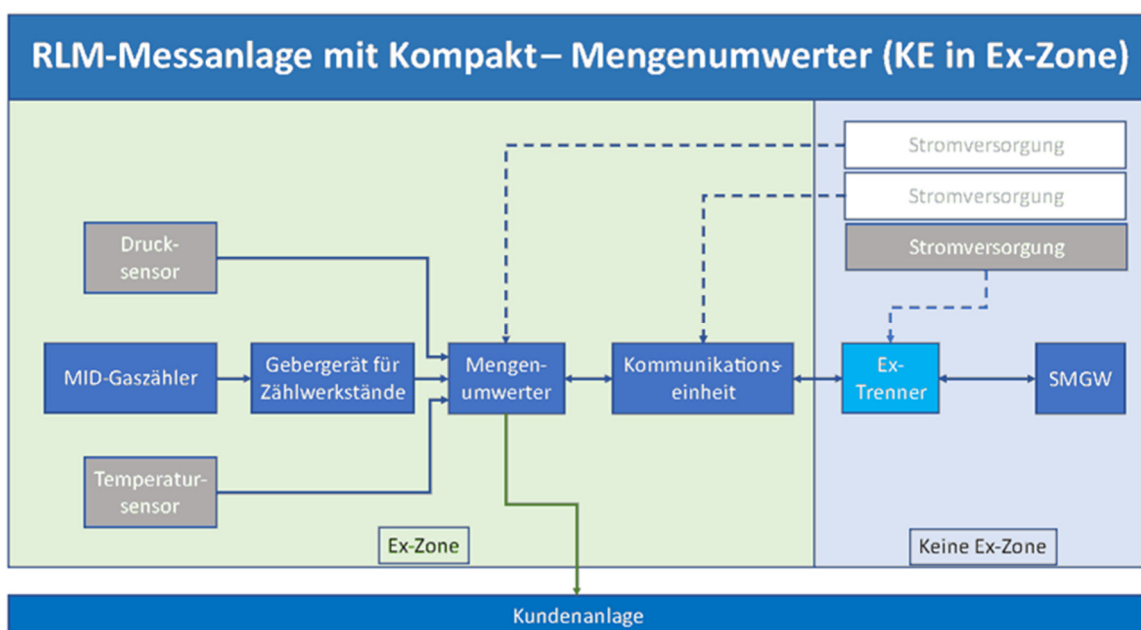 RLM-Messanlage mit Kompakt – Mengenumwerter (KE in Ex-Zone)
Stromversorgung
Stromversorgung
Stromversorgung
Druck-
sensor
MID-Gaszähler
Gebergerät für
Zählwerkstände
Mengen-
umwerter
Kommunikations-
einheit
Ex-
Trenner
SMGW
Temperatur-
sensor
Ex-Zone
Keine Ex-Zone
Kundenanlage